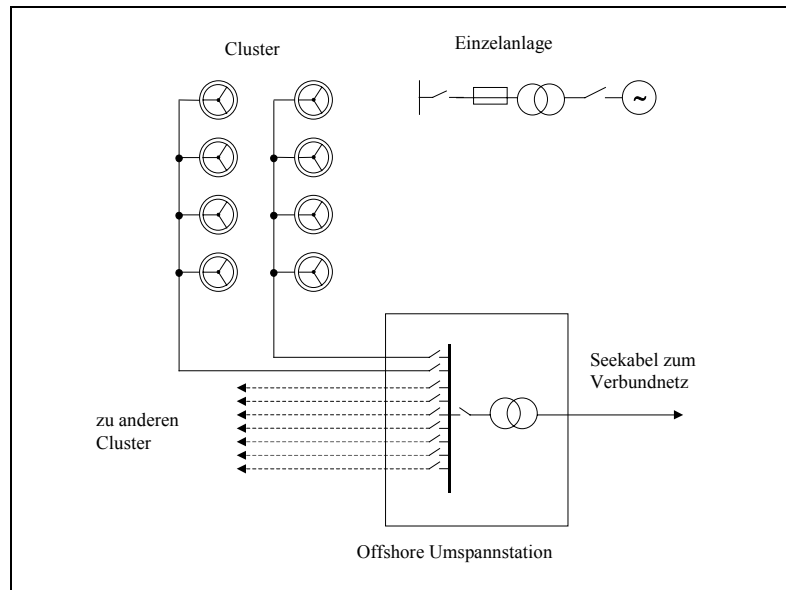 Cluster
Einzelanlage
~
Seekabel zum
Verbundnetz
zu anderen
Cluster
Offshore Umspannstation